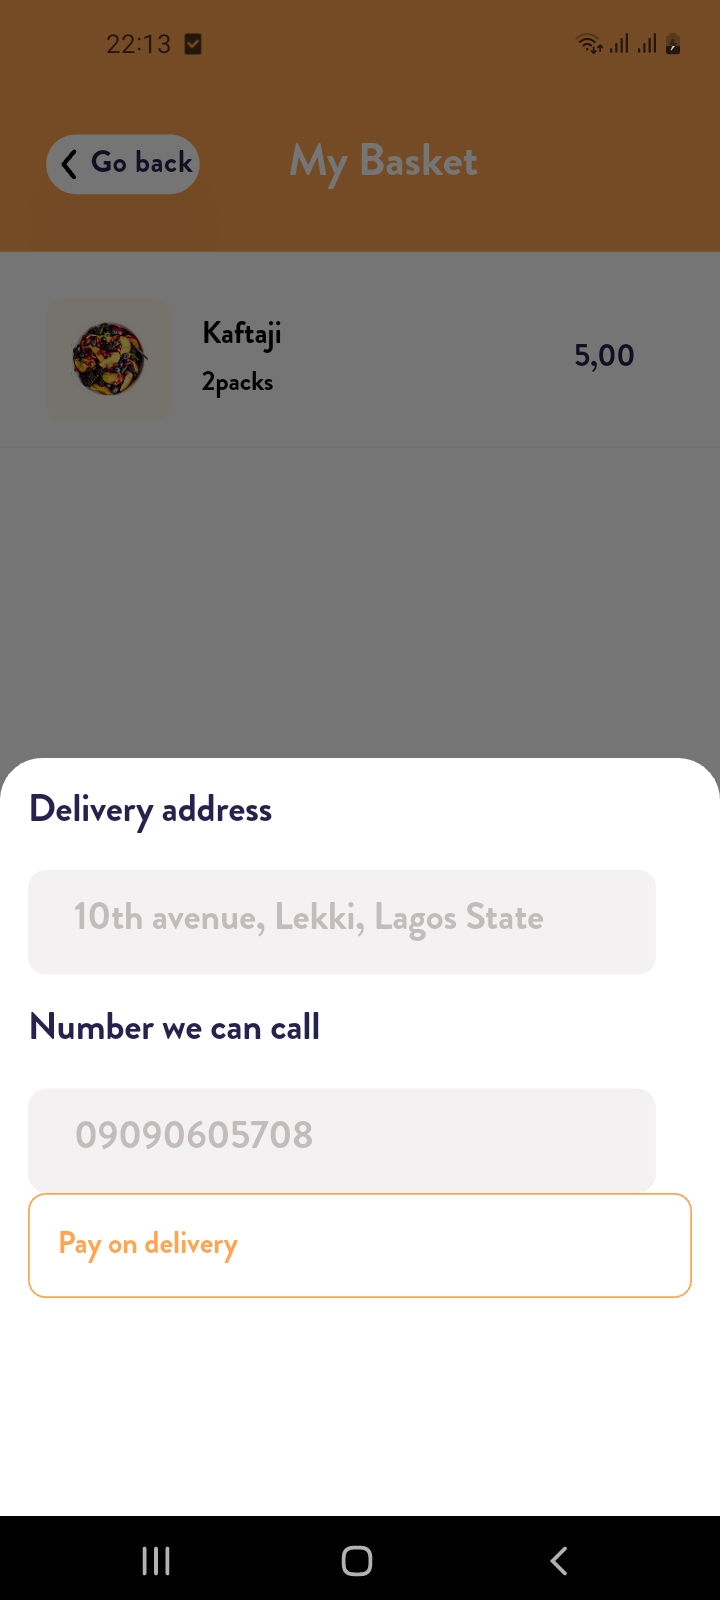 22:13
Go back
My Basket
Kaftaji
2packs
5,00
Delivery address
10th avenue, Lekki, Lagos State
Number we can call
09090605708
Pay on delivery